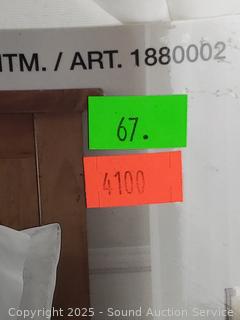 ITM. / ART. 1880002
67.
4100
Copyright 2025 - Sound Auction Service